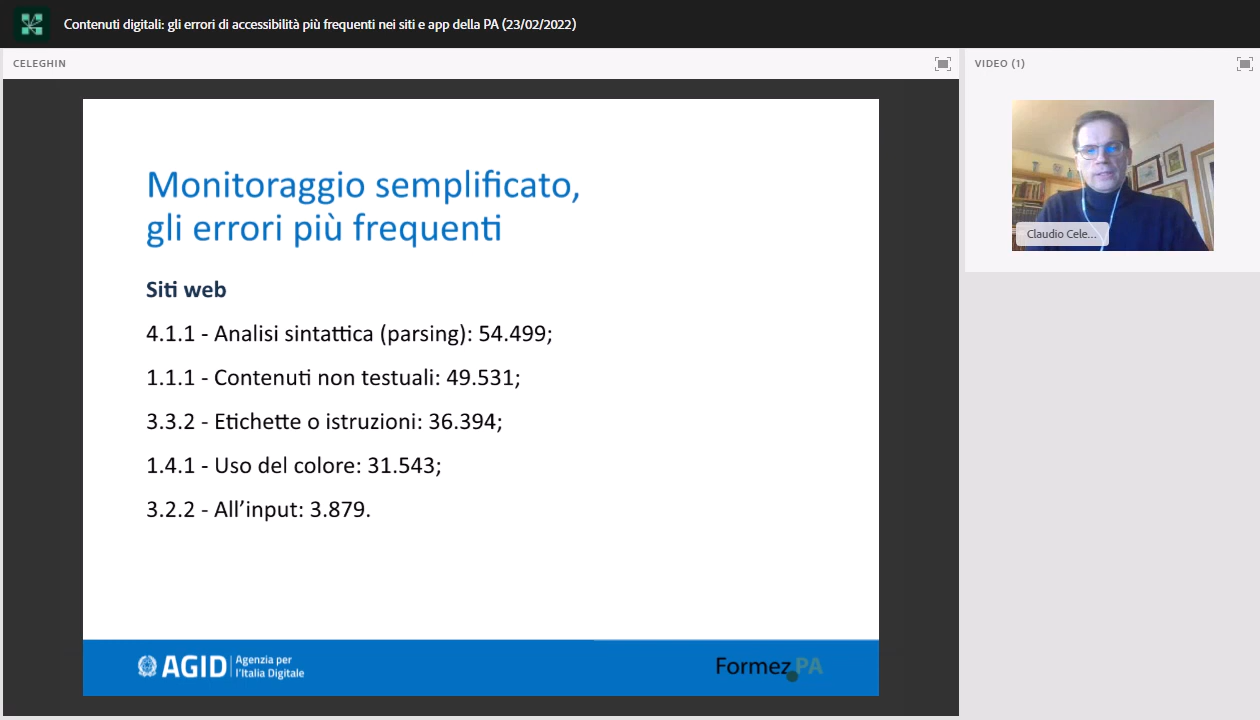 Contenuti digitali: gli errori di accessibilità più frequenti nei siti e app della PA (23/02/2022)
CELEGHIN
VIDEO (1)
Monitoraggio semplificato,
gli errori più frequenti
Siti web
4.1.1 - Analisi sintattica (parsing): 54.499;
1.1.1 - Contenuti non testuali: 49.531;
3.3.2 - Etichette o istruzioni: 36.394;
1.4.1 - Uso del colore: 31.543;
3.2.2 - All’input: 3.879.
Claudio Cele...
AGID
Agenzia per
l'Italia Digitale
Formez PA